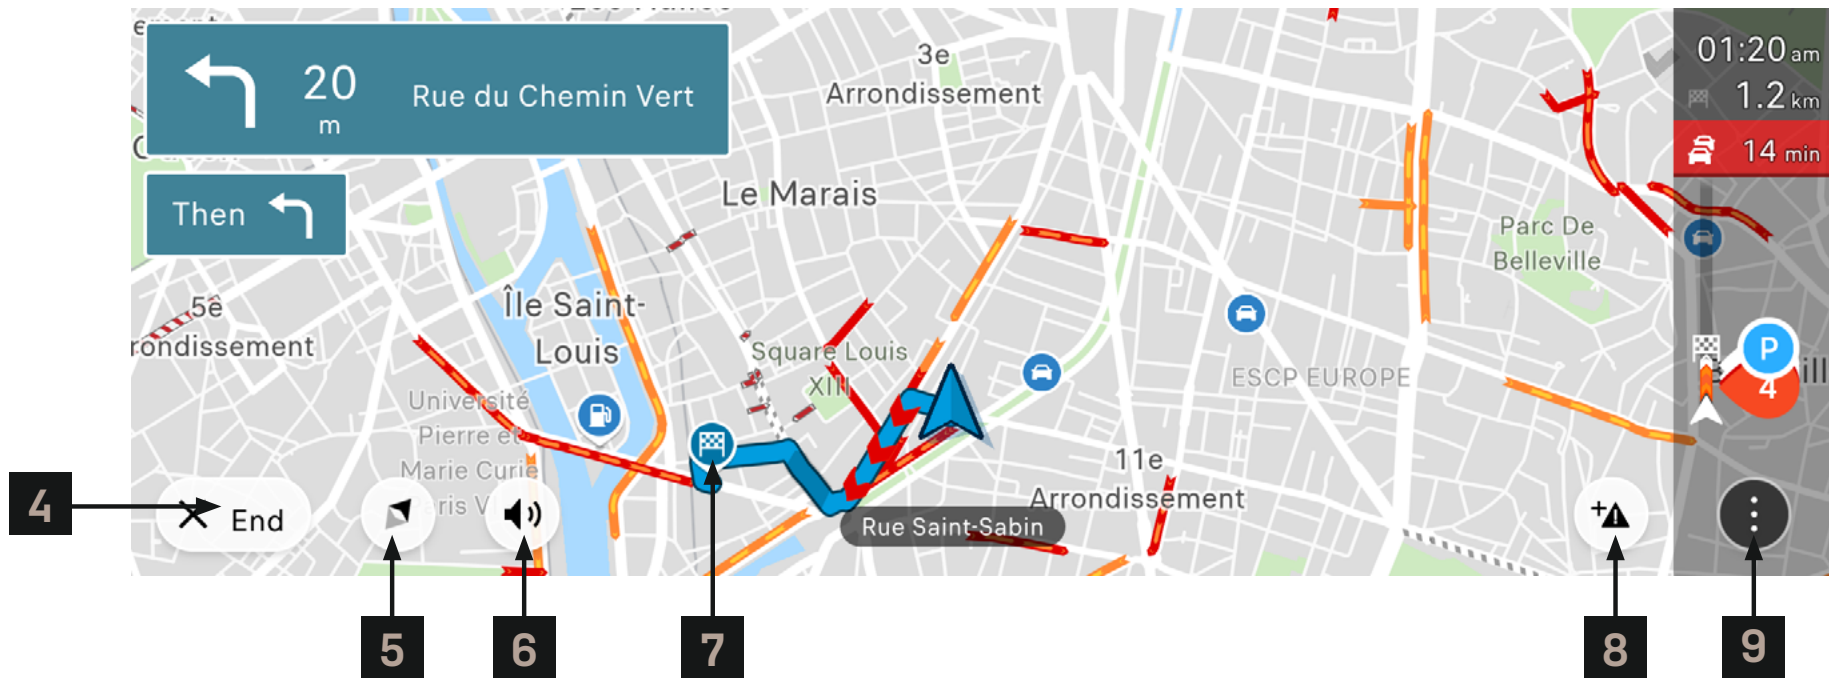 20
m
Rue du Chemin Vert
Then
3e
Arrondissement
01:20 am
1.2 km
14 min
Le Marais
Parc De
Belleville
5e
rondissement
Île Saint-
Louis
Square Louis
XIII
P
4
ill
ESCP EUROPE
Université
Pierre et
Marie Curie
aris V
11e
Arrondissement
Rue Saint-Sabin
End
4
5
6
7
8
9